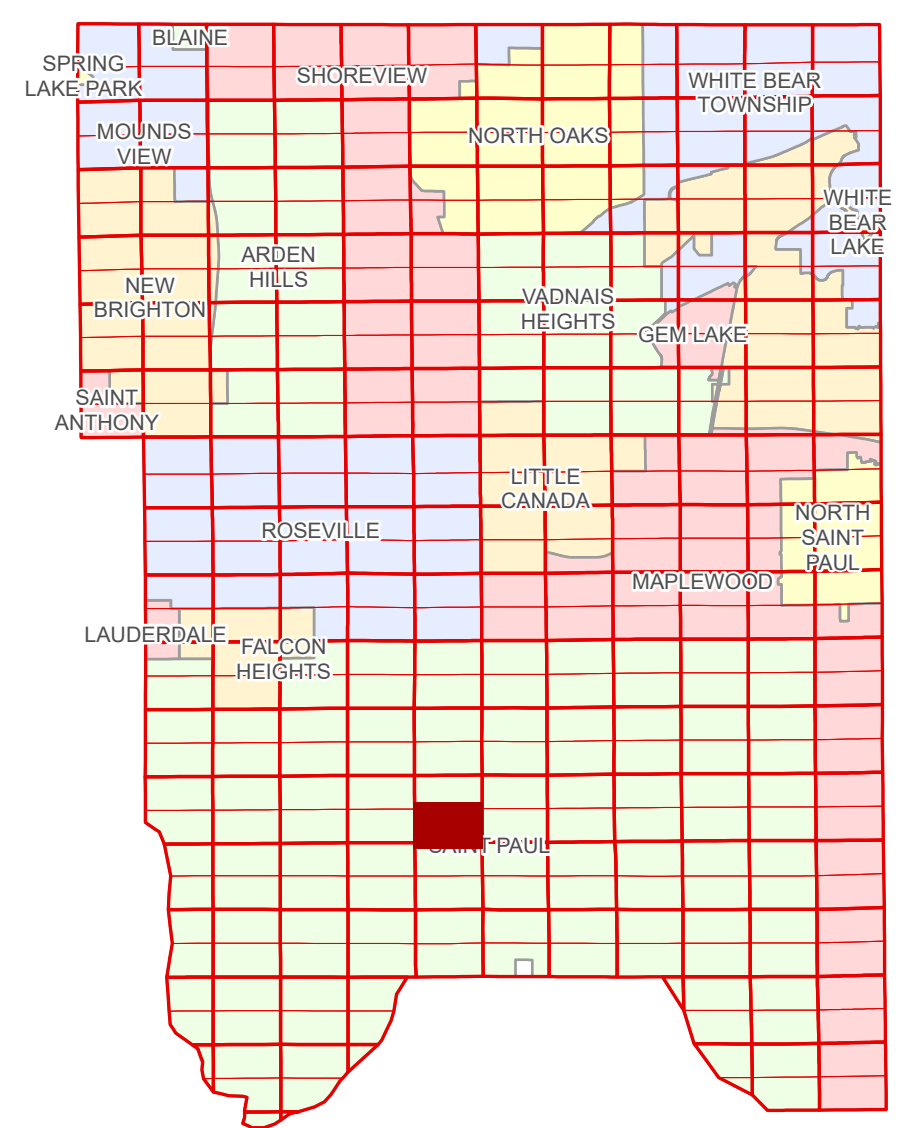 BLAINE
SPRING
LAKE PARK
SHOREVIEW
WHITE BEAR
TOWNSHIP
MOUNDS
VIEW
NORTH OAKS
WHITE
BEAR
LAKE
ARDEN
HILLS
NEW
BRIGHTON
VADNAIS
HEIGHTS
GEM LAKE
SAINT
ANTHONY
LITTLE
CANADA
NORTH
SAINT
PAUL
ROSEVILLE
MAPLEWOOD
LAUDERDALE
FALCON
HEIGHTS
SAINT PAUL